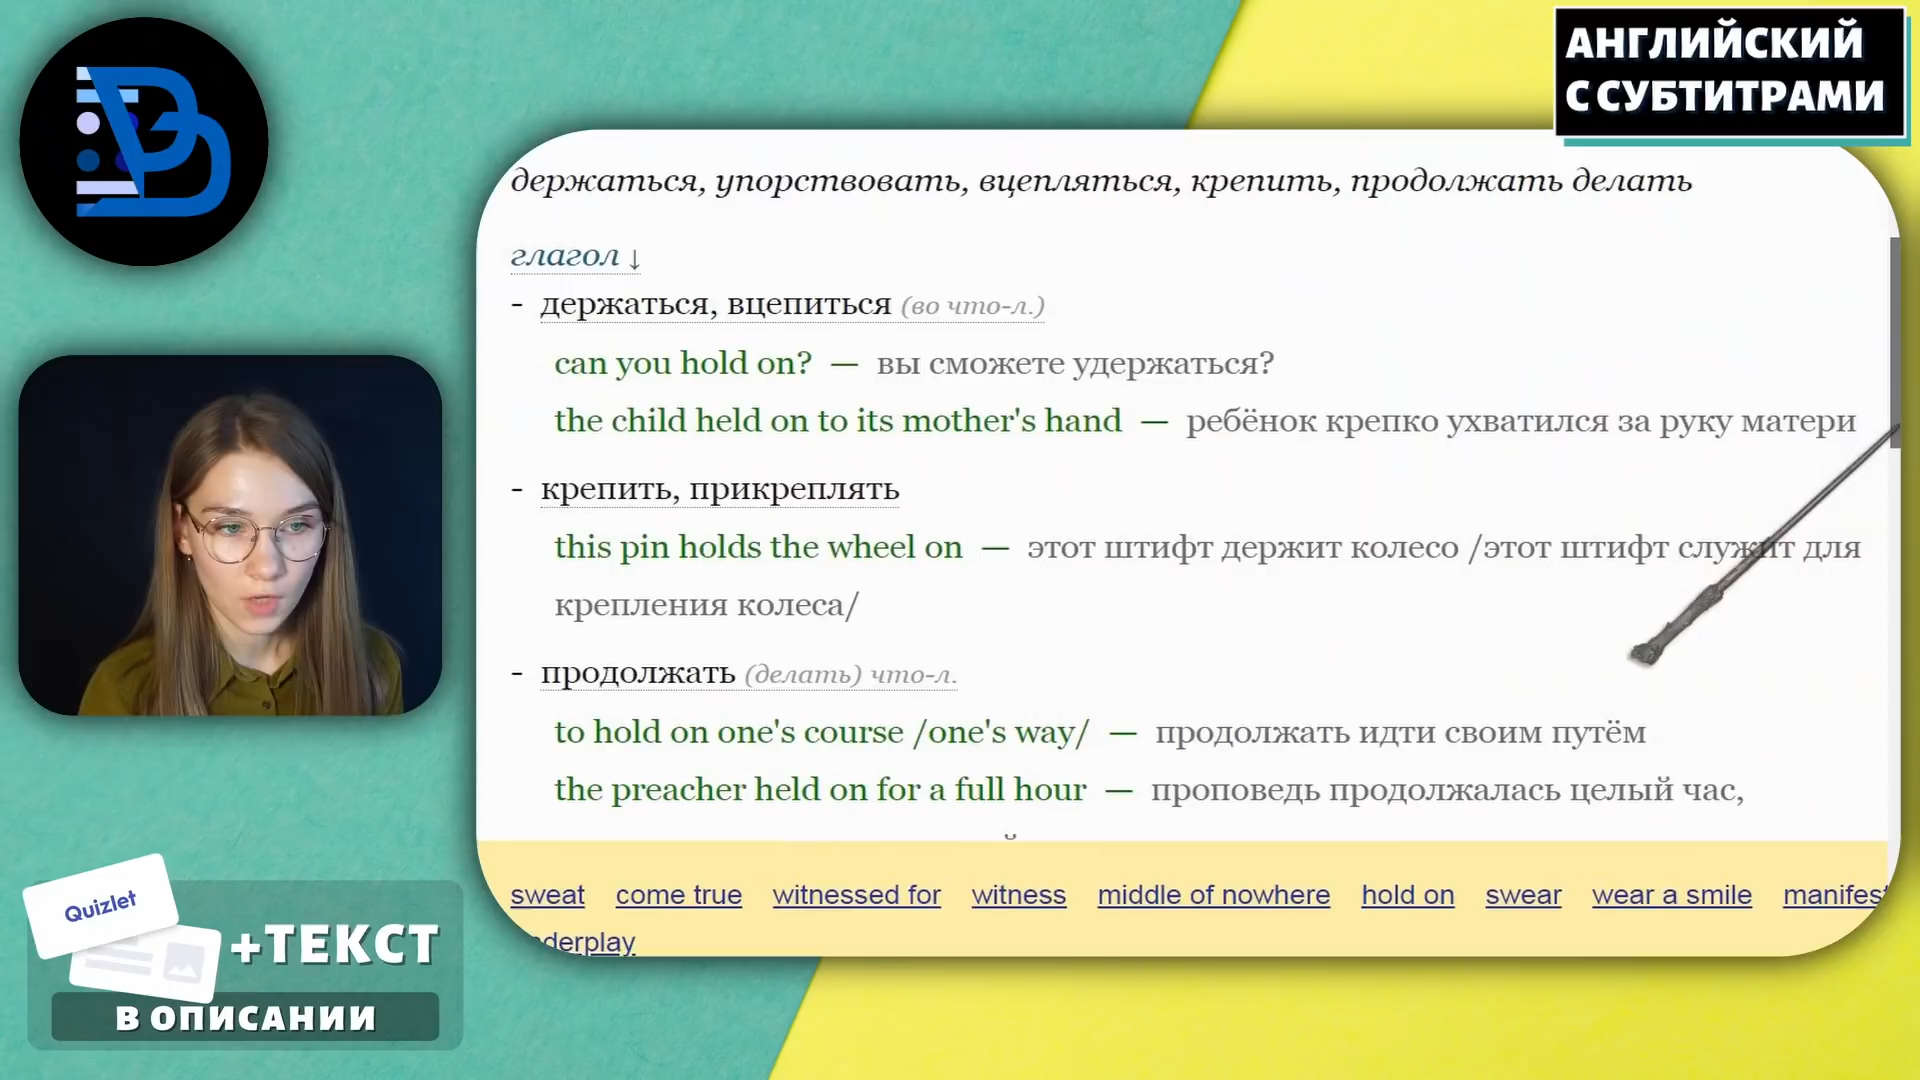 АНГЛИЙСКИЙ
С СУБТИТРАМИ
держаться, упорствовать, вцепляться, крепить, продолжать делать
глагол ↓
- держаться, вцепиться (во что-л.)
can you hold on? — вы сможете удержаться?
the child held on to its mother's hand — ребёнок крепко ухватился за руку матери
- крепить, прикреплять
this pin holds the wheel on — этот штифт держит колесо /этот штифт служит для
крепления колеса/
- продолжать (делать) что-л.
to hold on one's course /one's way/ — продолжать идти своим путём
the preacher held on for a full hour — проповедь продолжалась целый час,
sweat come true witnessed for witness middle of nowhere hold on swear wear a smile manifest
derplay
Quizlet
+ТЕКСТ
В ОПИСАНИИ